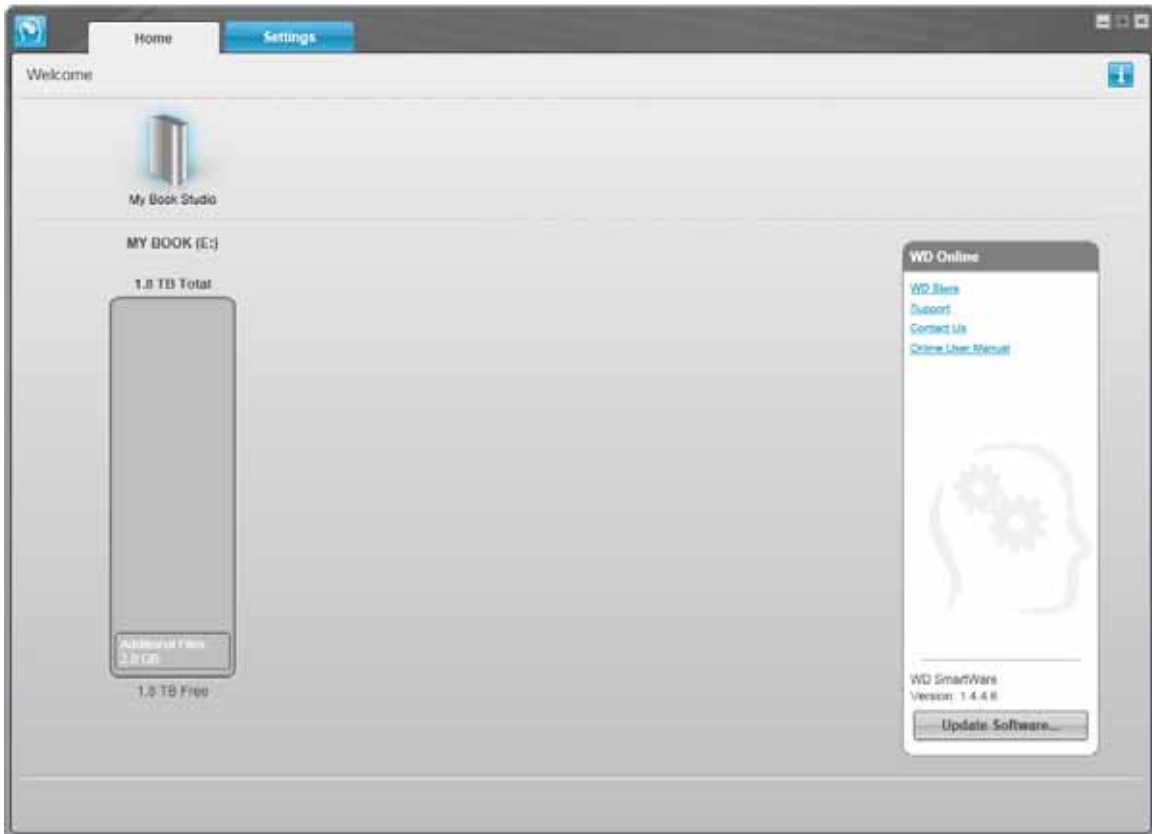 Home
Settings
Welcome
i
My Book Studio
MY BOOK (E:)
1.8 TB Total
Additional Files
2.0 GB
1.8 TB Free
WD Online
WD Store
Support
Contact Us
Online User Manual
WD SmartWare
Version: 1.4.4.6
Update Software...